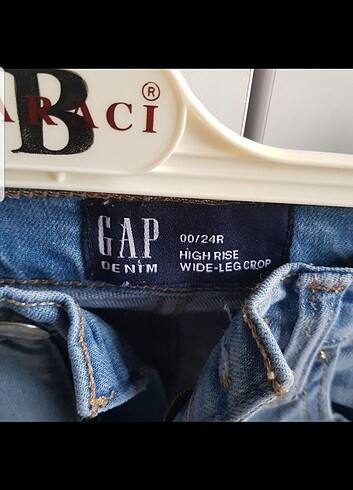 B
ARACI®
GAP
DENIM
00/24R
HIGH RISE
WIDE-LEG CROP